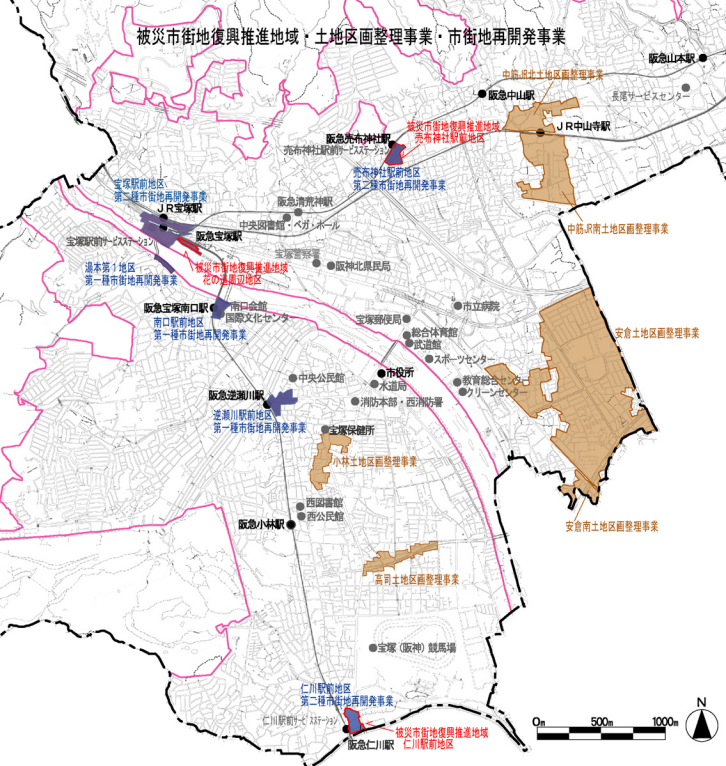 被災市街地復興推進地域・土地区画整理事業・市街地再開発事業
阪急山本駅
中筋JR北土地区画整理事業
阪急中山駅
長尾サービスセンター
被災市街地復興推進地域
売布神社駅前地区
JR中山寺駅
阪急売布神社駅
売布神社駅前サービスステーション
売布神社駅前地区
第二種市街地再開発事業
宝塚駅前地区
第二種市街地再開発事業
JR宝塚駅
阪急清荒神駅
中央図書館・ベガ・ホール
中筋JR南土地区画整理事業
阪急宝塚駅
宝塚駅前サービスステーション
宝塚警察署
阪神北県民局
湯本第1地区
第一種市街地再開発事業
被災市街地復興推進地域
花の道周辺地区
阪急宝塚南口駅
南口会館
国際文化センター
市立病院
南口駅前地区
第一種市街地再開発事業
宝塚郵便局
総合体育館
武道館
安倉土地区画整理事業
スポーツセンター
中央公民館
市役所
水道局
教育総合センター
クリーンセンター
阪急逆瀬川駅
消防本部・西消防署
逆瀬川駅前地区
第一種市街地再開発事業
宝塚保健所
小林土地区画整理事業
西図書館
西公民館
阪急小林駅
安倉南土地区画整理事業
高司土地区画整理事業
宝塚(阪神)競馬場
仁川駅前地区
第二種市街地再開発事業
仁川駅前サービスステーション
被災市街地復興推進地域
仁川駅前地区
阪急仁川駅
0m 500m 1000m
N